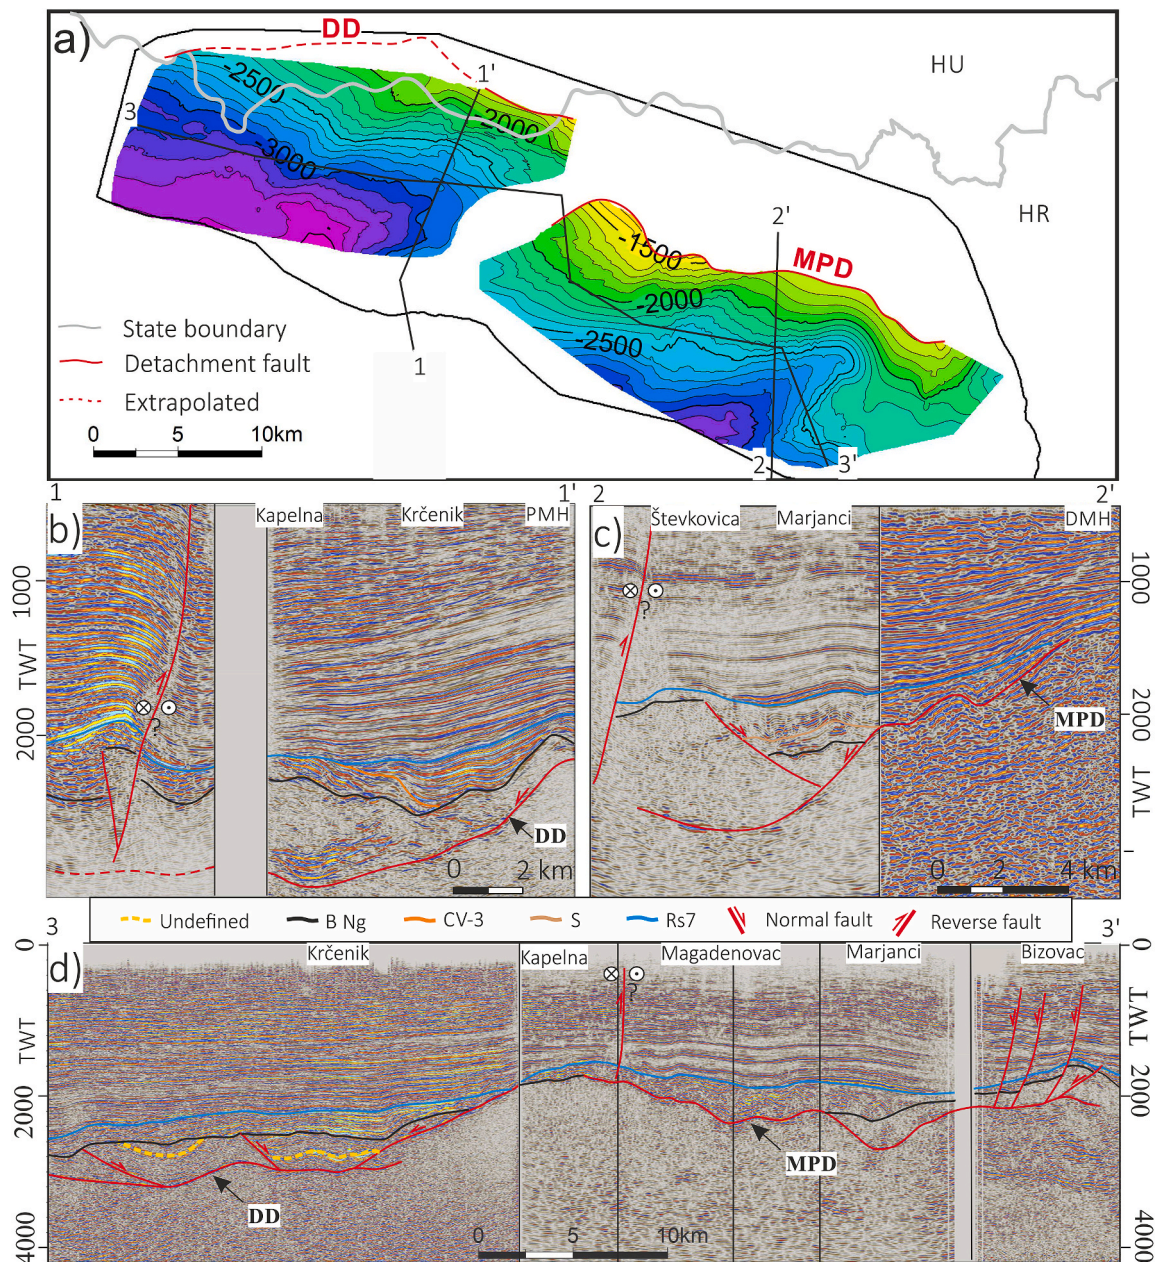 a)
DD
HU
-2500
1'
3
-2000
-3000
HR
2'
-1500
MPD
-2000
State boundary
-2500
Detachment fault
1
Extrapolated
0 5 10km
2 3'
1 1' 2 2'
b) Kapelna Krčenik PMH
c) Števkovica Marjanci DMH
1000
1000
?
TWT
?
2000
2000
MPD
TWT
DD
0 2 km
0 2 4 km
Undefined B Ng CV-3 S Rs7 Normal fault Reverse fault
3 3'
0 0
d) Krčenik Kapelna Magadenovac Marjanci Bizovac
?
TWT TWT
2000 2000
MPD
DD
0 5 10km
4000 4000